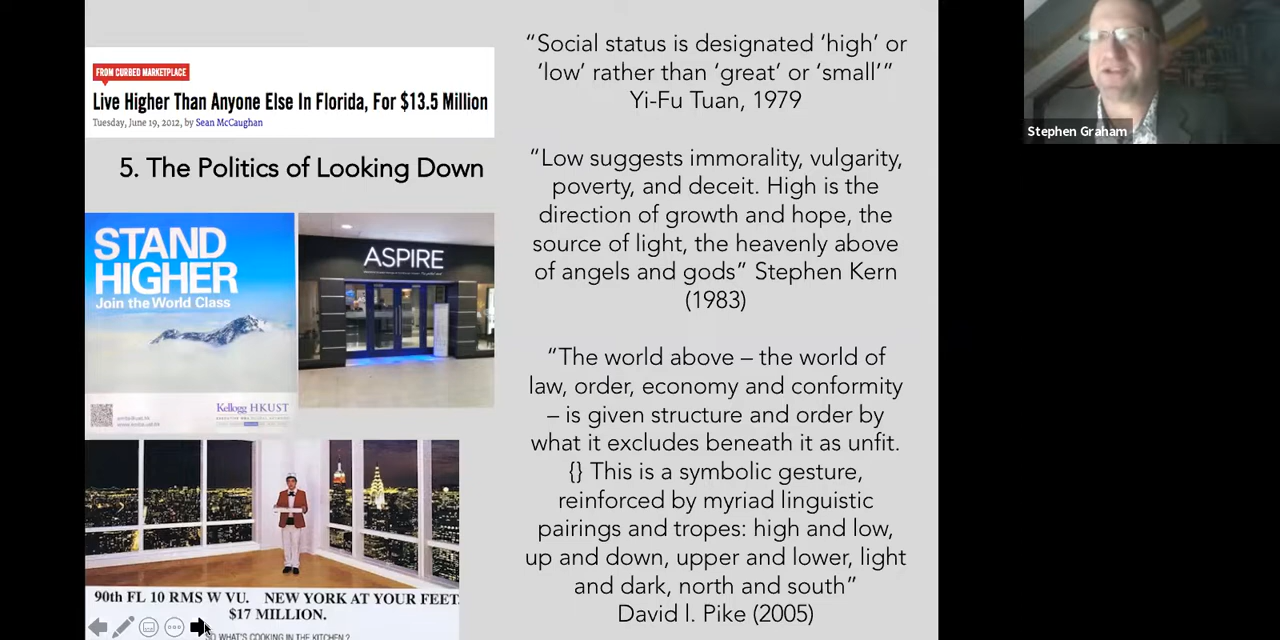 FROM CURBED MARKETPLACE
Live Higher Than Anyone Else In Florida, For $13.5 Million
Tuesday, June 19, 2012, by Sean McCaughan
5. The Politics of Looking Down
STAND
HIGHER
Join the World Class
Kellogg HKUST
ASPIRE
90th FL 10 RMS W VU. NEW YORK AT YOUR FEET
$17 MILLION.
SO WHAT'S COOKING IN THE KITCHEN ?
“Social status is designated ‘high’ or
‘low’ rather than ‘great’ or ‘small’”
Yi-Fu Tuan, 1979
“Low suggests immorality, vulgarity,
poverty, and deceit. High is the
direction of growth and hope, the
source of light, the heavenly above
of angels and gods” Stephen Kern
(1983)
“The world above – the world of
law, order, economy and conformity
– is given structure and order by
what it excludes beneath it as unfit.
{} This is a symbolic gesture,
reinforced by myriad linguistic
pairings and tropes: high and low,
up and down, upper and lower, light
and dark, north and south”
David l. Pike (2005)
Stephen Graham